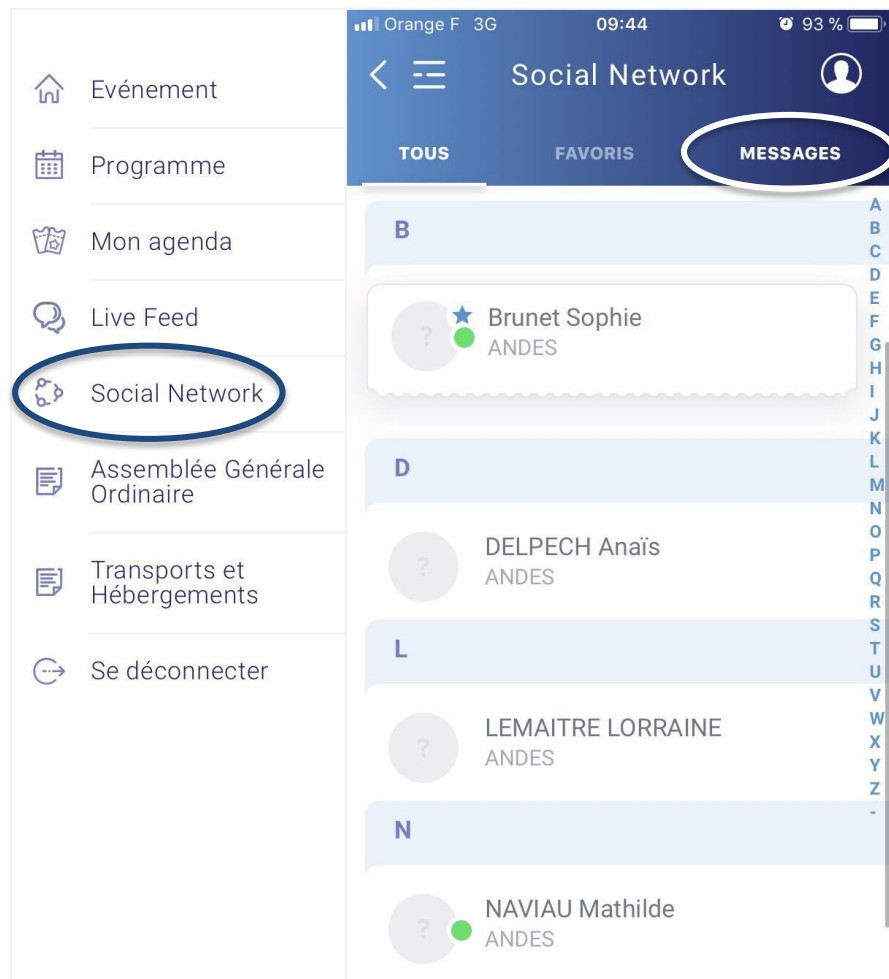 Evénement
Programme
Mon agenda
Live Feed
Social Network
Assemblée Générale
Ordinaire
Transports et
Hébergements
Se déconnecter
Orange F 3G 09:44 93 %
Social Network
TOUS FAVORIS MESSAGES
B
?
Brunet Sophie
ANDES
D
?
DELPECH Anaïs
ANDES
L
?
LEMAITRE LORRAINE
ANDES
N
?
NAVIAU Mathilde
ANDES
A
B
C
D
E
F
G
H
I
J
K
L
M
N
O
P
Q
R
S
T
U
V
W
X
Y
Z
-